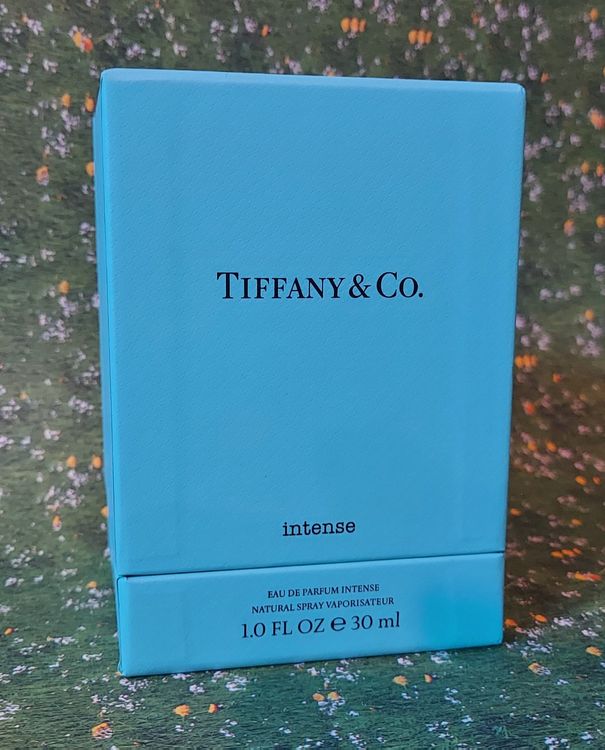 TIFFANY & CO.
intense
EAU DE PARFUM INTENSE
NATURAL SPRAY VAPORISATEUR
1.0 FL OZ ℮ 30 ml